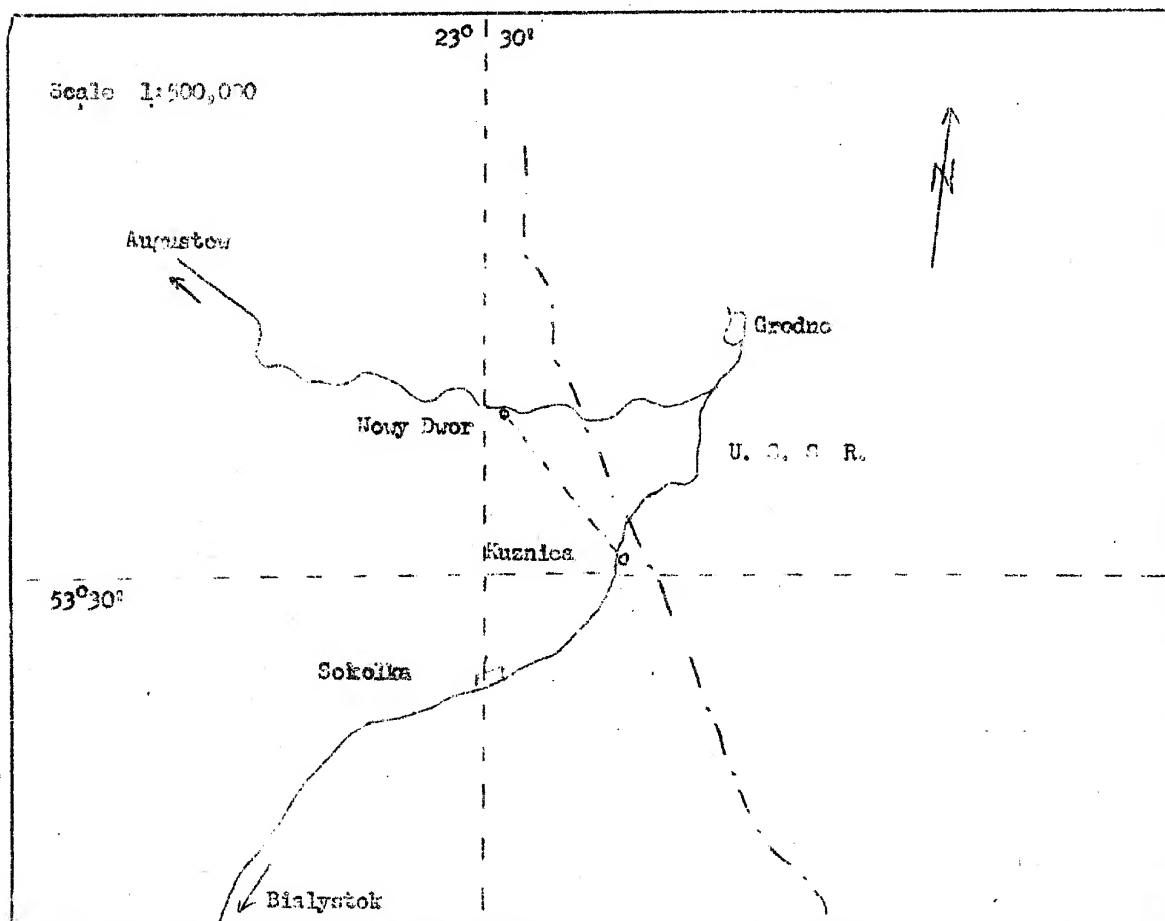 23° 30'
Scale 1:500,000
N
Augustow
Grodno
Nowy Dwor
U. S. S R.
Kuznica
53°30'
Sokolka
Bialystok